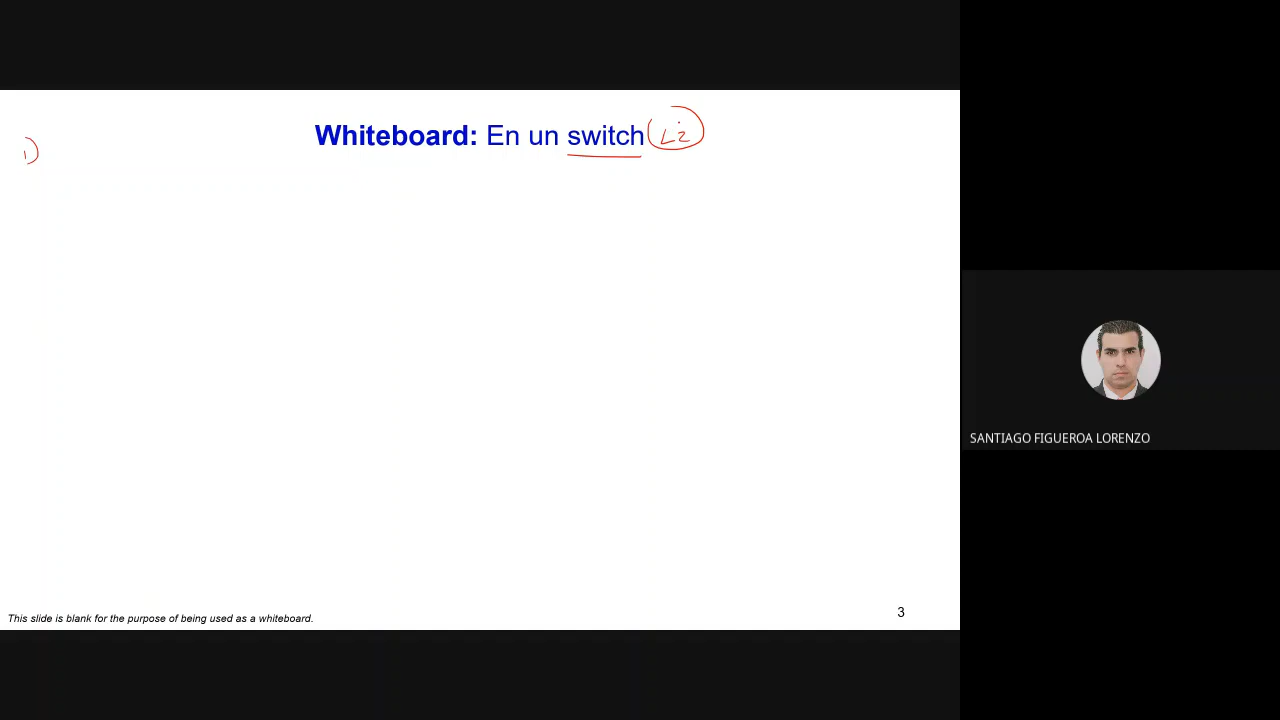 Whiteboard: En un switch L2
1)
SANTIAGO FIGUEROA LORENZO
This slide is blank for the purpose of being used as a whiteboard.
3